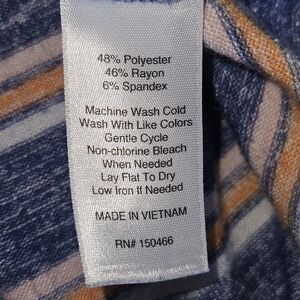 48% Polyester
46% Rayon
6% Spandex
Machine Wash Cold
Wash With Like Colors
Gentle Cycle
Non-chlorine Bleach
When Needed
Lay Flat To Dry
Low Iron If Needed
MADE IN VIETNAM
RN# 150466